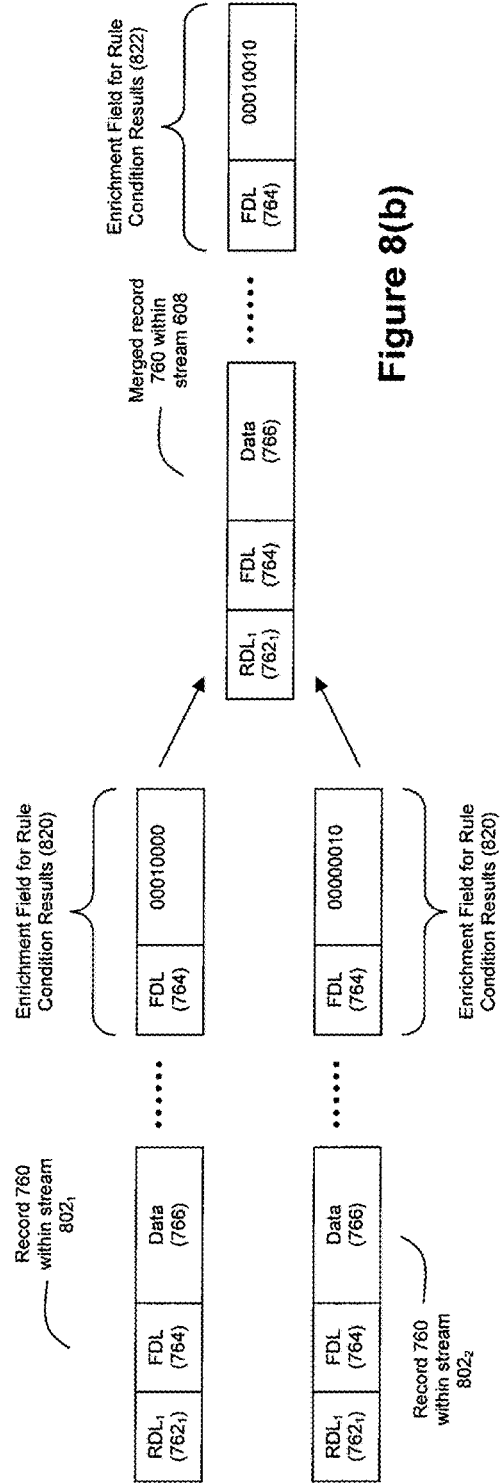 Record 760
within stream
802₁
Enrichment Field for Rule
Condition Results (820)
RDL₁
(762₁)
FDL
(764)
Data
(766)
......
FDL
(764)
00010000
RDL₁
(762₁)
FDL
(764)
Data
(766)
......
FDL
(764)
00000010
Record 760
within stream
802₂
Enrichment Field for Rule
Condition Results (820)
Merged record
760 within
stream 608
Enrichment Field for Rule
Condition Results (822)
RDL₁
(762₁)
FDL
(764)
Data
(766)
......
FDL
(764)
00010010
Figure 8(b)